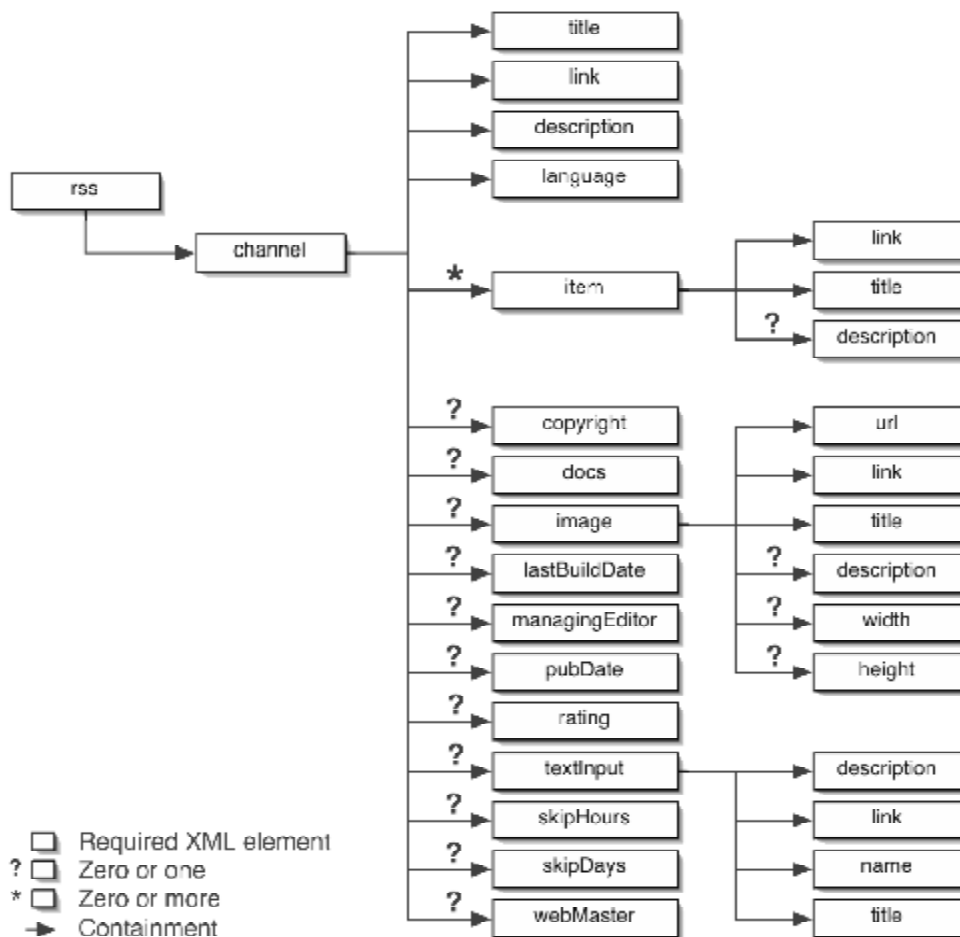 title
link
description
language
rss
channel
* item
link
title
? description
? copyright
? docs
? image
url
link
title
? description
? width
? height
? lastBuildDate
? managingEditor
? pubDate
? rating
? textInput
description
link
name
title
? skipHours
? skipDays
? webMaster
Required XML element
? Zero or one
* Zero or more
Containment